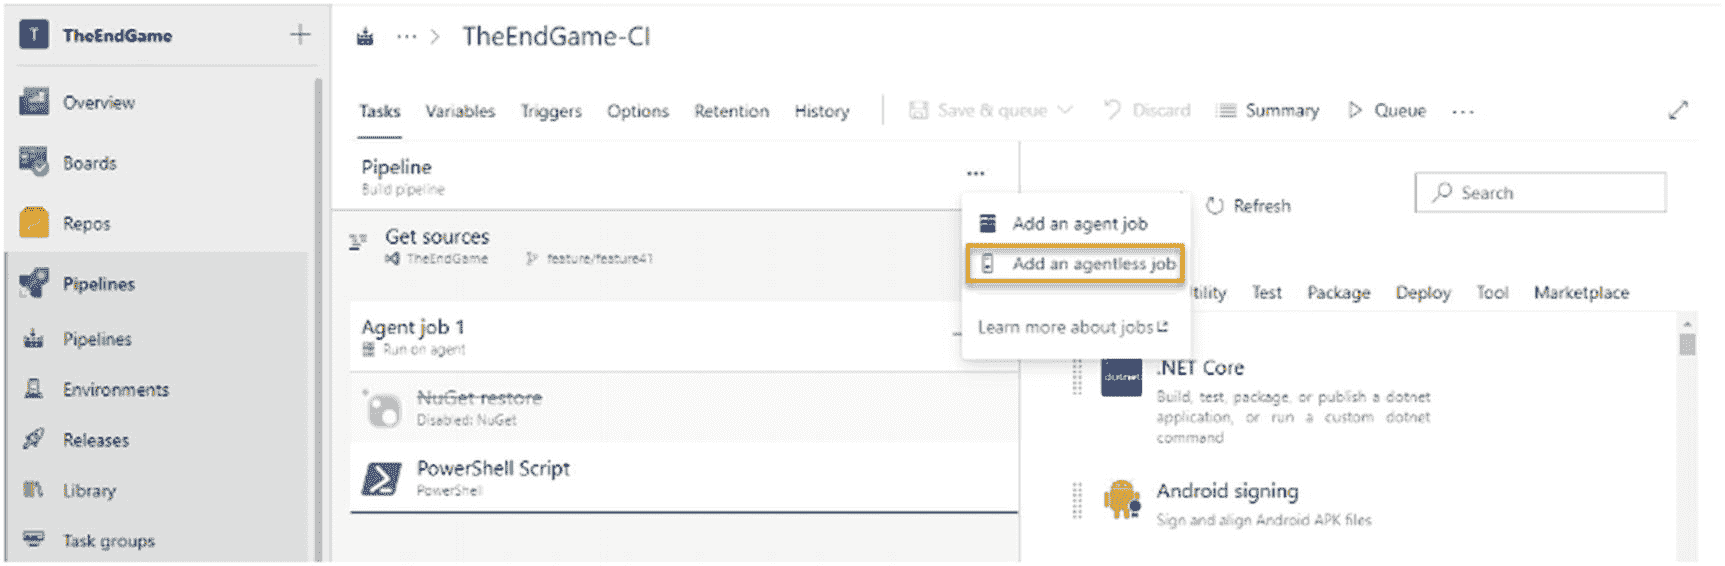 T TheEndGame
Overview
Boards
Repos
Pipelines
Pipelines
Environments
Releases
Library
Task groups
... > TheEndGame-CI
Tasks Variables Triggers Options Retention History Save & queue Discard Summary Queue ...
Pipeline
Build pipeline
...
Get sources
TheEndGame feature/feature41
Agent job 1
Run on agent
NuGet restore
Disabled: NuGet
PowerShell Script
PowerShell
Add an agent job
Add an agentless job
Learn more about jobs
Refresh
Search
tility Test Package Deploy Tool Marketplace
dotnet
.NET Core
Build, test, package, or publish a dotnet
application, or run a custom dotnet
command
Android signing
Sign and align Android APK files